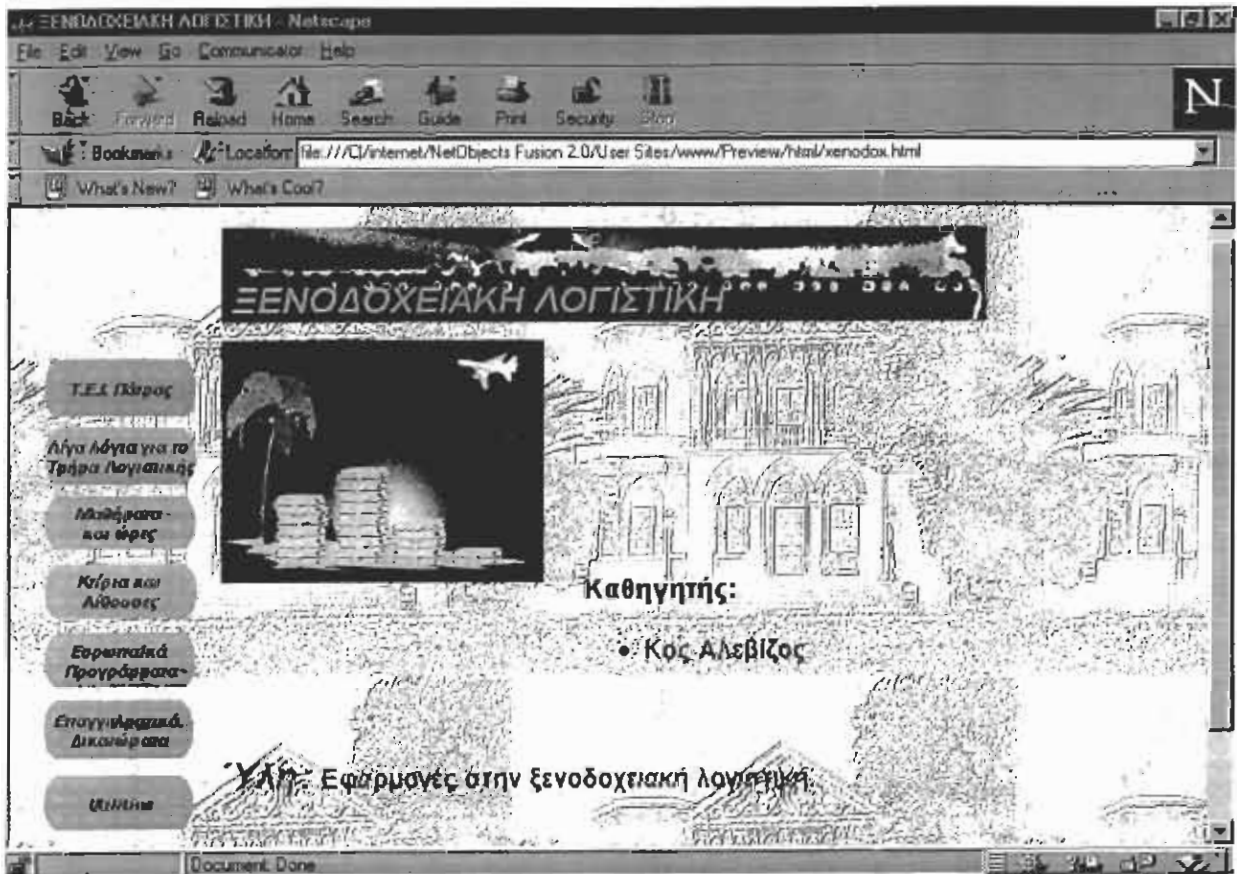 ΞΕΝΟΔΟΧΕΙΑΚΗ ΛΟΓΙΣΤΙΚΗ - Netscape
File Edit View Go Communicator Help
Back Forward Reload Home Search Guide Print Security Stop
Bookmarks Location: file:///C|/internet/NetObjects Fusion 2.0/User Sites/www/Preview/html/xenodox.html
What's New? What's Cool?
N
ΞΕΝΟΔΟΧΕΙΑΚΗ ΛΟΓΙΣΤΙΚΗ
Τ.Ε.Ι. Πάτρας
Λίγα λόγια για το
Τμήμα Λογιστικής
Μαθήματα -
και ώρες
Κτίρια και
Αίθουσες
Ευρωπαϊκά
Προγράμματα-
Επαγγελματικά
Δικαιώματα
Καθηγητής:
• Κος Αλεβίζος
Ύλη: Εφαρμογές στην ξενοδοχειακή λογιστική.
Document: Done